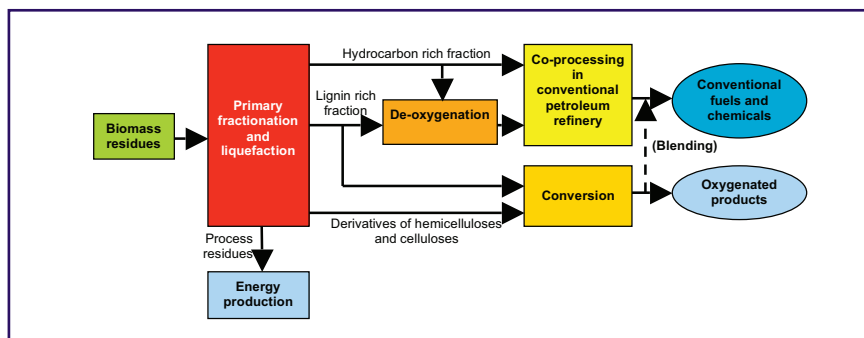 Hydrocarbon rich fraction
Co-processing
in
conventional
petroleum
refinery
Conventional
fuels and
chemicals
Lignin rich
fraction
Primary
fractionation
and
liquefaction
De-oxygenation
Biomass
residues
(Blending)
Conversion
Oxygenated
products
Derivatives of hemicelluloses
and celluloses
Process
residues
Energy
production